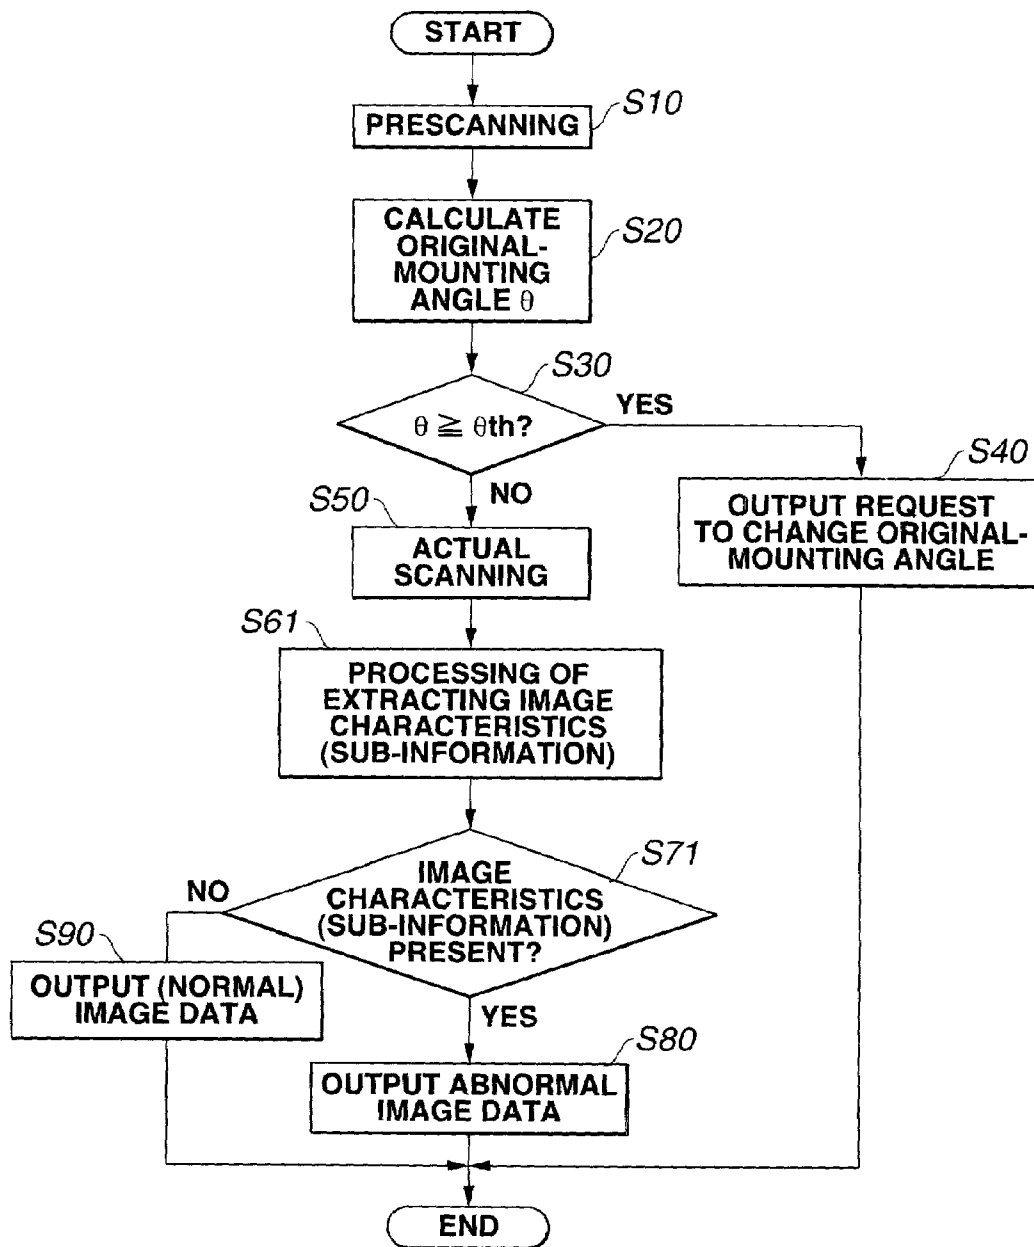 START
S10
PRESCANNING
S20
CALCULATE
ORIGINAL-
MOUNTING
ANGLE θ
S30
θ ≧ θth?
YES
NO
S40
OUTPUT REQUEST
TO CHANGE ORIGINAL-
MOUNTING ANGLE
S50
ACTUAL
SCANNING
S61
PROCESSING OF
EXTRACTING IMAGE
CHARACTERISTICS
(SUB-INFORMATION)
S71
IMAGE
CHARACTERISTICS
(SUB-INFORMATION)
PRESENT?
NO
YES
S90
OUTPUT (NORMAL)
IMAGE DATA
S80
OUTPUT ABNORMAL
IMAGE DATA
END